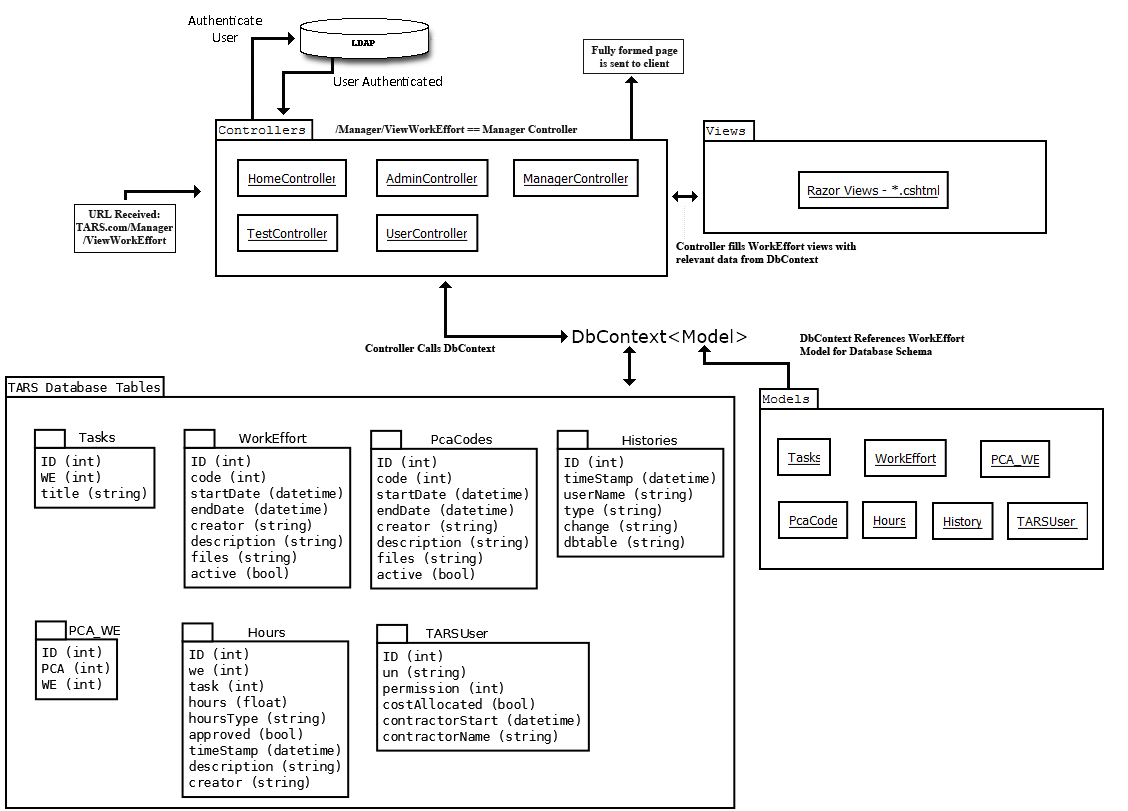 Authenticate
User
LDAP
User Authenticated
Fully formed page
is sent to client
Controllers
/Manager/ViewWorkEffort == Manager Controller
HomeController
AdminController
ManagerController
TestController
UserController
URL Received:
TARS.com/Manager
/ViewWorkEffort
Views
Razor Views - *.cshtml
Controller fills WorkEffort views with
relevant data from DbContext
DbContext<Model>
Controller Calls DbContext
DbContext References WorkEffort
Model for Database Schema
TARS Database Tables
Tasks
ID (int)
WE (int)
title (string)
WorkEffort
ID (int)
code (int)
startDate (datetime)
endDate (datetime)
creator (string)
description (string)
files (string)
active (bool)
PcaCodes
ID (int)
code (int)
startDate (datetime)
endDate (datetime)
creator (string)
description (string)
files (string)
active (bool)
Histories
ID (int)
timeStamp (datetime)
userName (string)
type (string)
change (string)
dbtable (string)
PCA_WE
ID (int)
PCA (int)
WE (int)
Hours
ID (int)
we (int)
task (int)
hours (float)
hoursType (string)
approved (bool)
timeStamp (datetime)
description (string)
creator (string)
TARSUser
ID (int)
un (string)
permission (int)
costAllocated (bool)
contractorStart (datetime)
contractorName (string)
Models
Tasks
WorkEffort
PCA_WE
PcaCode
Hours
History
TARSUser